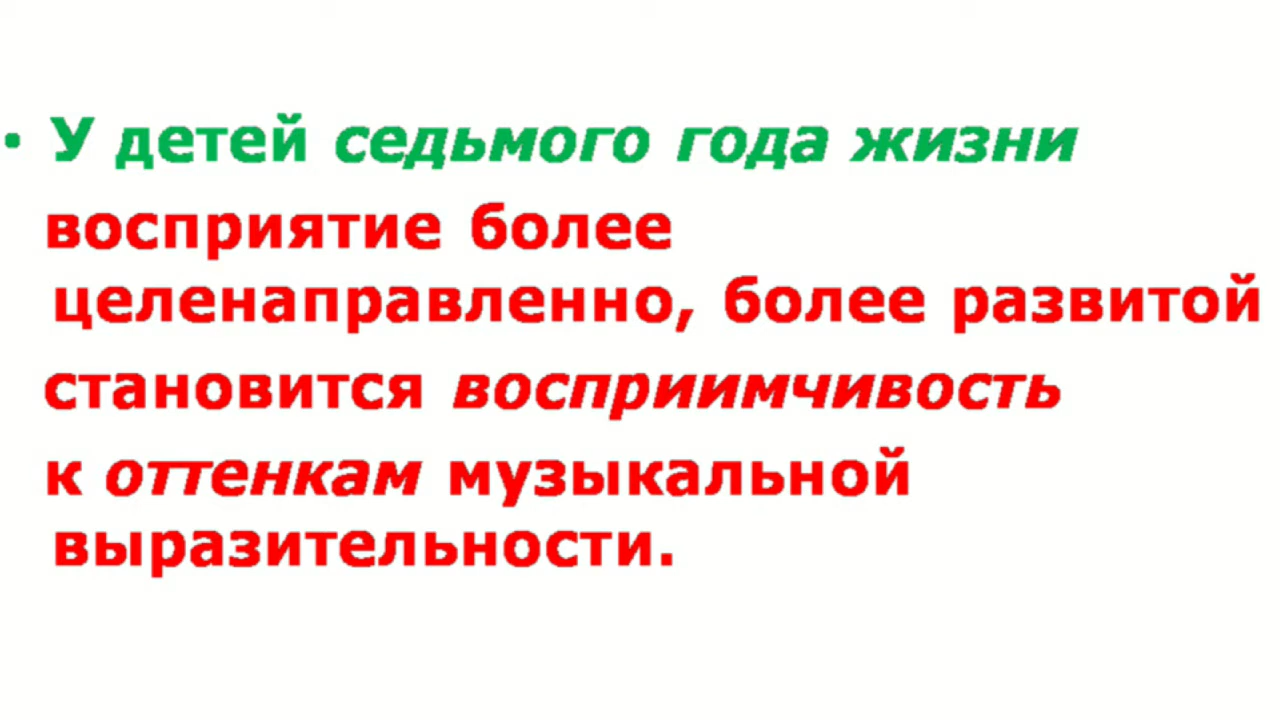 • У детей седьмого года жизни
восприятие более
целенаправленно, более развитой
становится восприимчивость
к оттенкам музыкальной
выразительности.